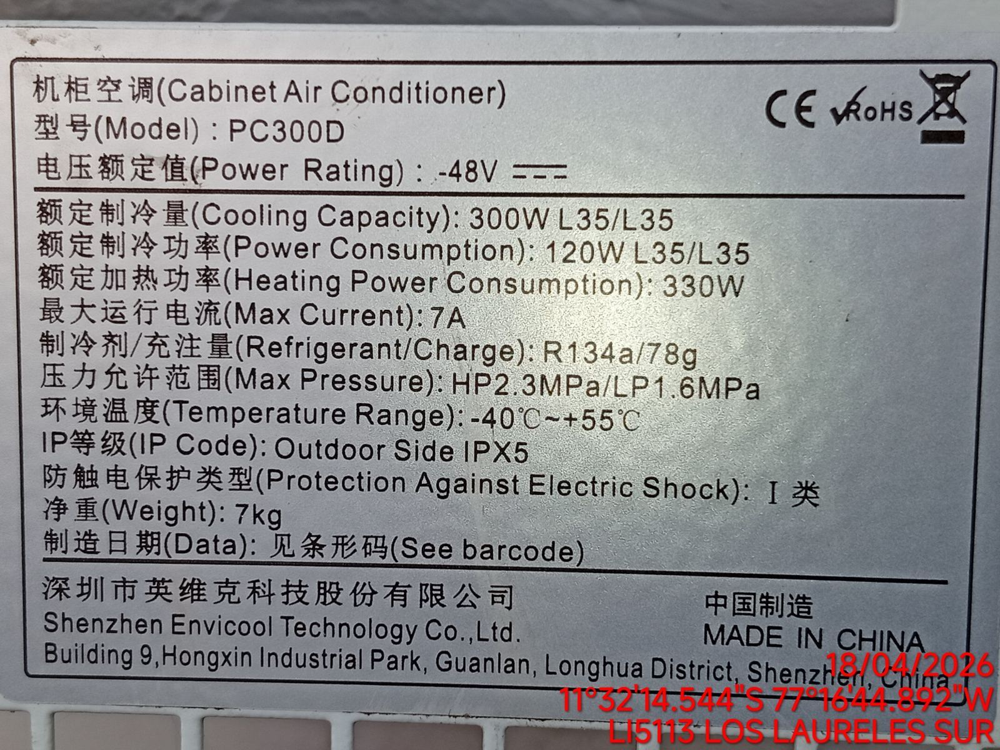 机柜空调(Cabinet Air Conditioner)
CE RoHS
型号(Model) : PC300D
电压额定值(Power Rating) : -48V
额定制冷量(Cooling Capacity): 300W L35/L35
额定制冷功率(Power Consumption): 120W L35/L35
额定加热功率(Heating Power Consumption): 330W
最大运行电流(Max Current): 7A
制冷剂/充注量(Refrigerant/Charge): R134a/78g
压力允许范围(Max Pressure): HP2.3MPa/LP1.6MPa
环境温度(Temperature Range): -40℃~+55℃
IP等级(IP Code): Outdoor Side IPX5
防触电保护类型(Protection Against Electric Shock): I 类
净重(Weight): 7kg
制造日期(Data): 见条形码(See barcode)
深圳市英维克科技股份有限公司
Shenzhen Envicool Technology Co.,Ltd.
中国制造
MADE IN CHINA
Building 9,Hongxin Industrial Park, Guanlan, Longhua District, Shenzhen, China
18/04/2026
11°32'14.544"S 77°16'44.892"W
LI5113 LOS LAURELES SUR